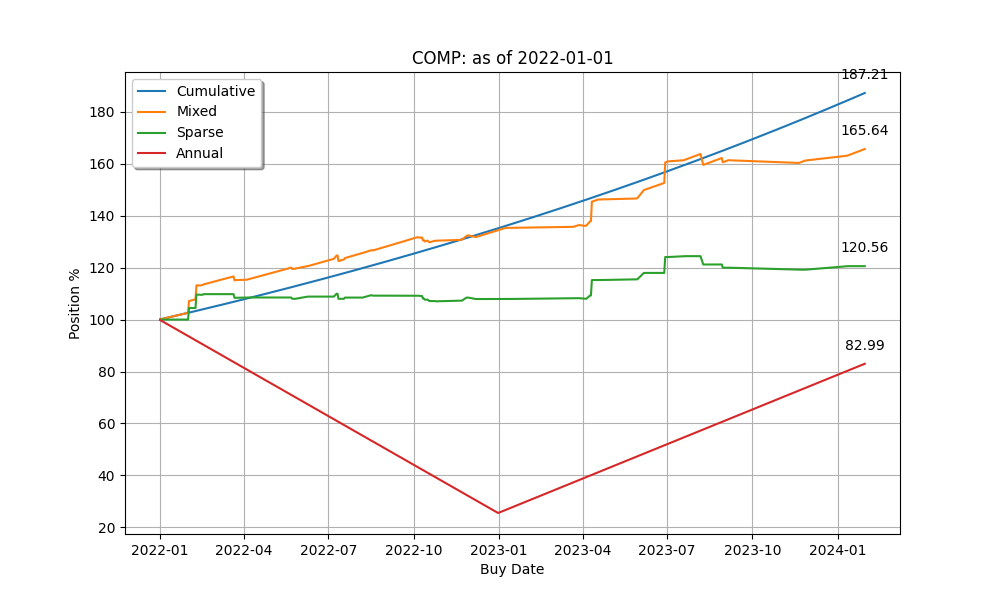 COMP: as of 2022-01-01
Cumulative
Mixed
Sparse
Annual
187.21
165.64
120.56
82.99
Position %
180
160
140
120
100
80
60
40
20
2022-01 2022-04 2022-07 2022-10 2023-01 2023-04 2023-07 2023-10 2024-01
Buy Date